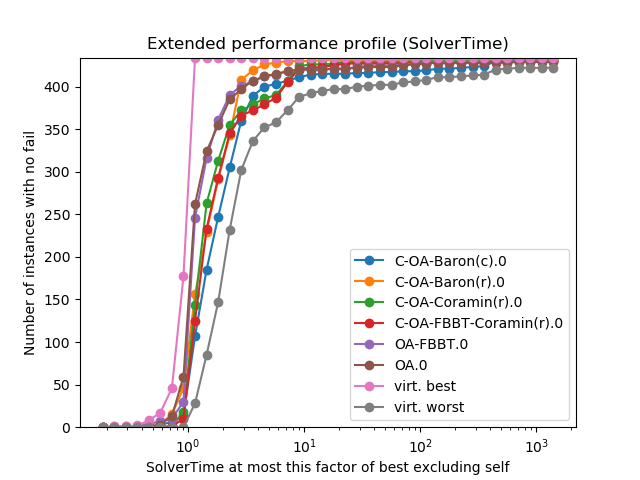 Extended performance profile (SolverTime)
Number of instances with no fail
400
350
300
250
200
150
100
50
0
10^0 10^1 10^2 10^3
SolverTime at most this factor of best excluding self
C-OA-Baron(c).0
C-OA-Baron(r).0
C-OA-Coramin(r).0
C-OA-FBBT-Coramin(r).0
OA-FBBT.0
OA.0
virt. best
virt. worst